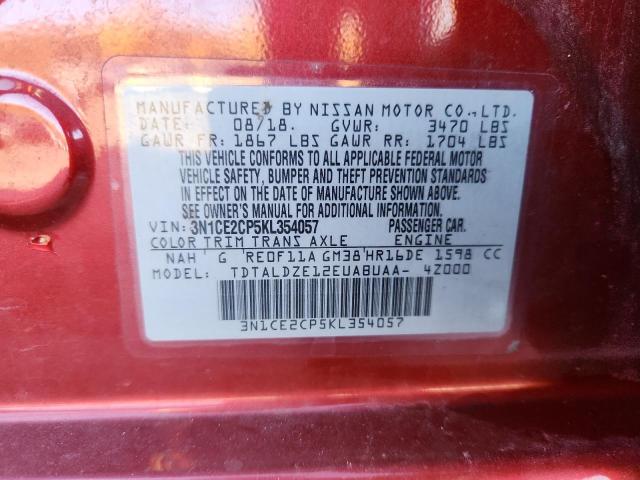 MANUFACTURED BY NISSAN MOTOR CO.,LTD.
DATE: 08/18. GVWR: 3470 LBS
GAWR FR: 1867 LBS GAWR RR: 1704 LBS
THIS VEHICLE CONFORMS TO ALL APPLICABLE FEDERAL MOTOR
VEHICLE SAFETY, BUMPER AND THEFT PREVENTION STANDARDS
IN EFFECT ON THE DATE OF MANUFACTURE SHOWN ABOVE.
SEE OWNER'S MANUAL FOR ADDITIONAL INFORMATION.
VIN: 3N1CE2CP5KL354057 PASSENGER CAR.
COLOR TRIM TRANS AXLE ENGINE
NAH G RE0F11A GM38 HR16DE 1598 CC
MODEL: TDTALDZE12EUABUAA- 4Z000
3N1CE2CP5KL354057